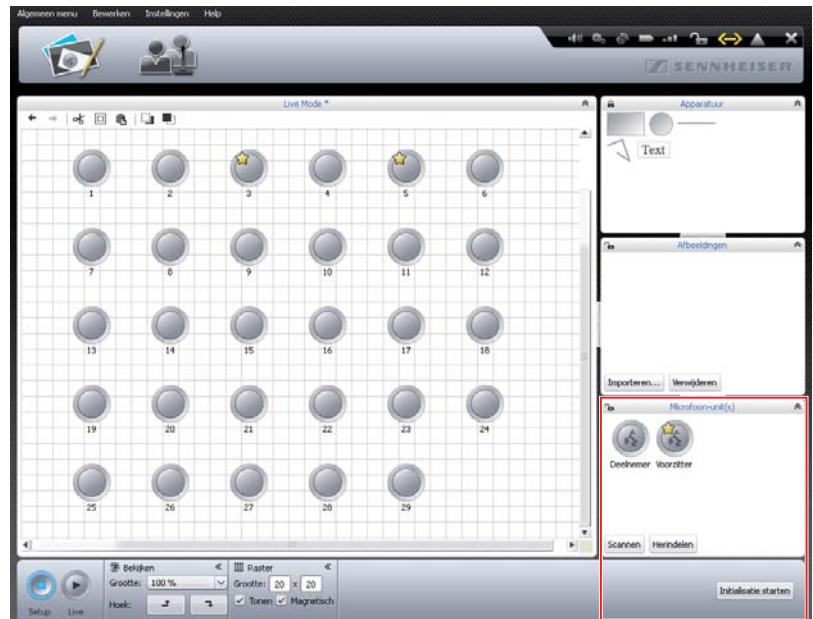 Algemeen menu Bewerken Instellingen Help
SENNHEISER
Live Mode *
1 2 3 4 5 6
7 8 9 10 11 12
13 14 15 16 17 18
19 20 21 22 23 24
25 26 27 28 29
Apparatuur
Text
Afbeeldingen
Importeren... Verwijderen
Microfoon-unit(s)
Deelnemer Voorzitter
Scannen Herindelen
Setup Live
Bekijken
Grootte: 100 %
Hoek:
Raster
Grootte: 20 x 20
Tonen Magnetisch
Initialisatie starten